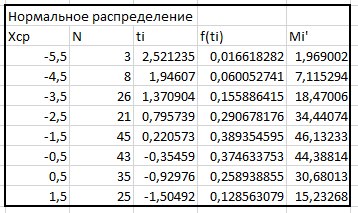 Нормальное распределение
Xcp N ti f(ti) Mi'
-5,5 3 2,521235 0,016618282 1,969002
-4,5 8 1,94607 0,060052741 7,115294
-3,5 26 1,370904 0,155886415 18,47006
-2,5 21 0,795739 0,290678176 34,44074
-1,5 45 0,220573 0,389354595 46,13233
-0,5 43 -0,35459 0,374633753 44,38814
0,5 35 -0,92976 0,258938855 30,68013
1,5 25 -1,50492 0,128563079 15,23268